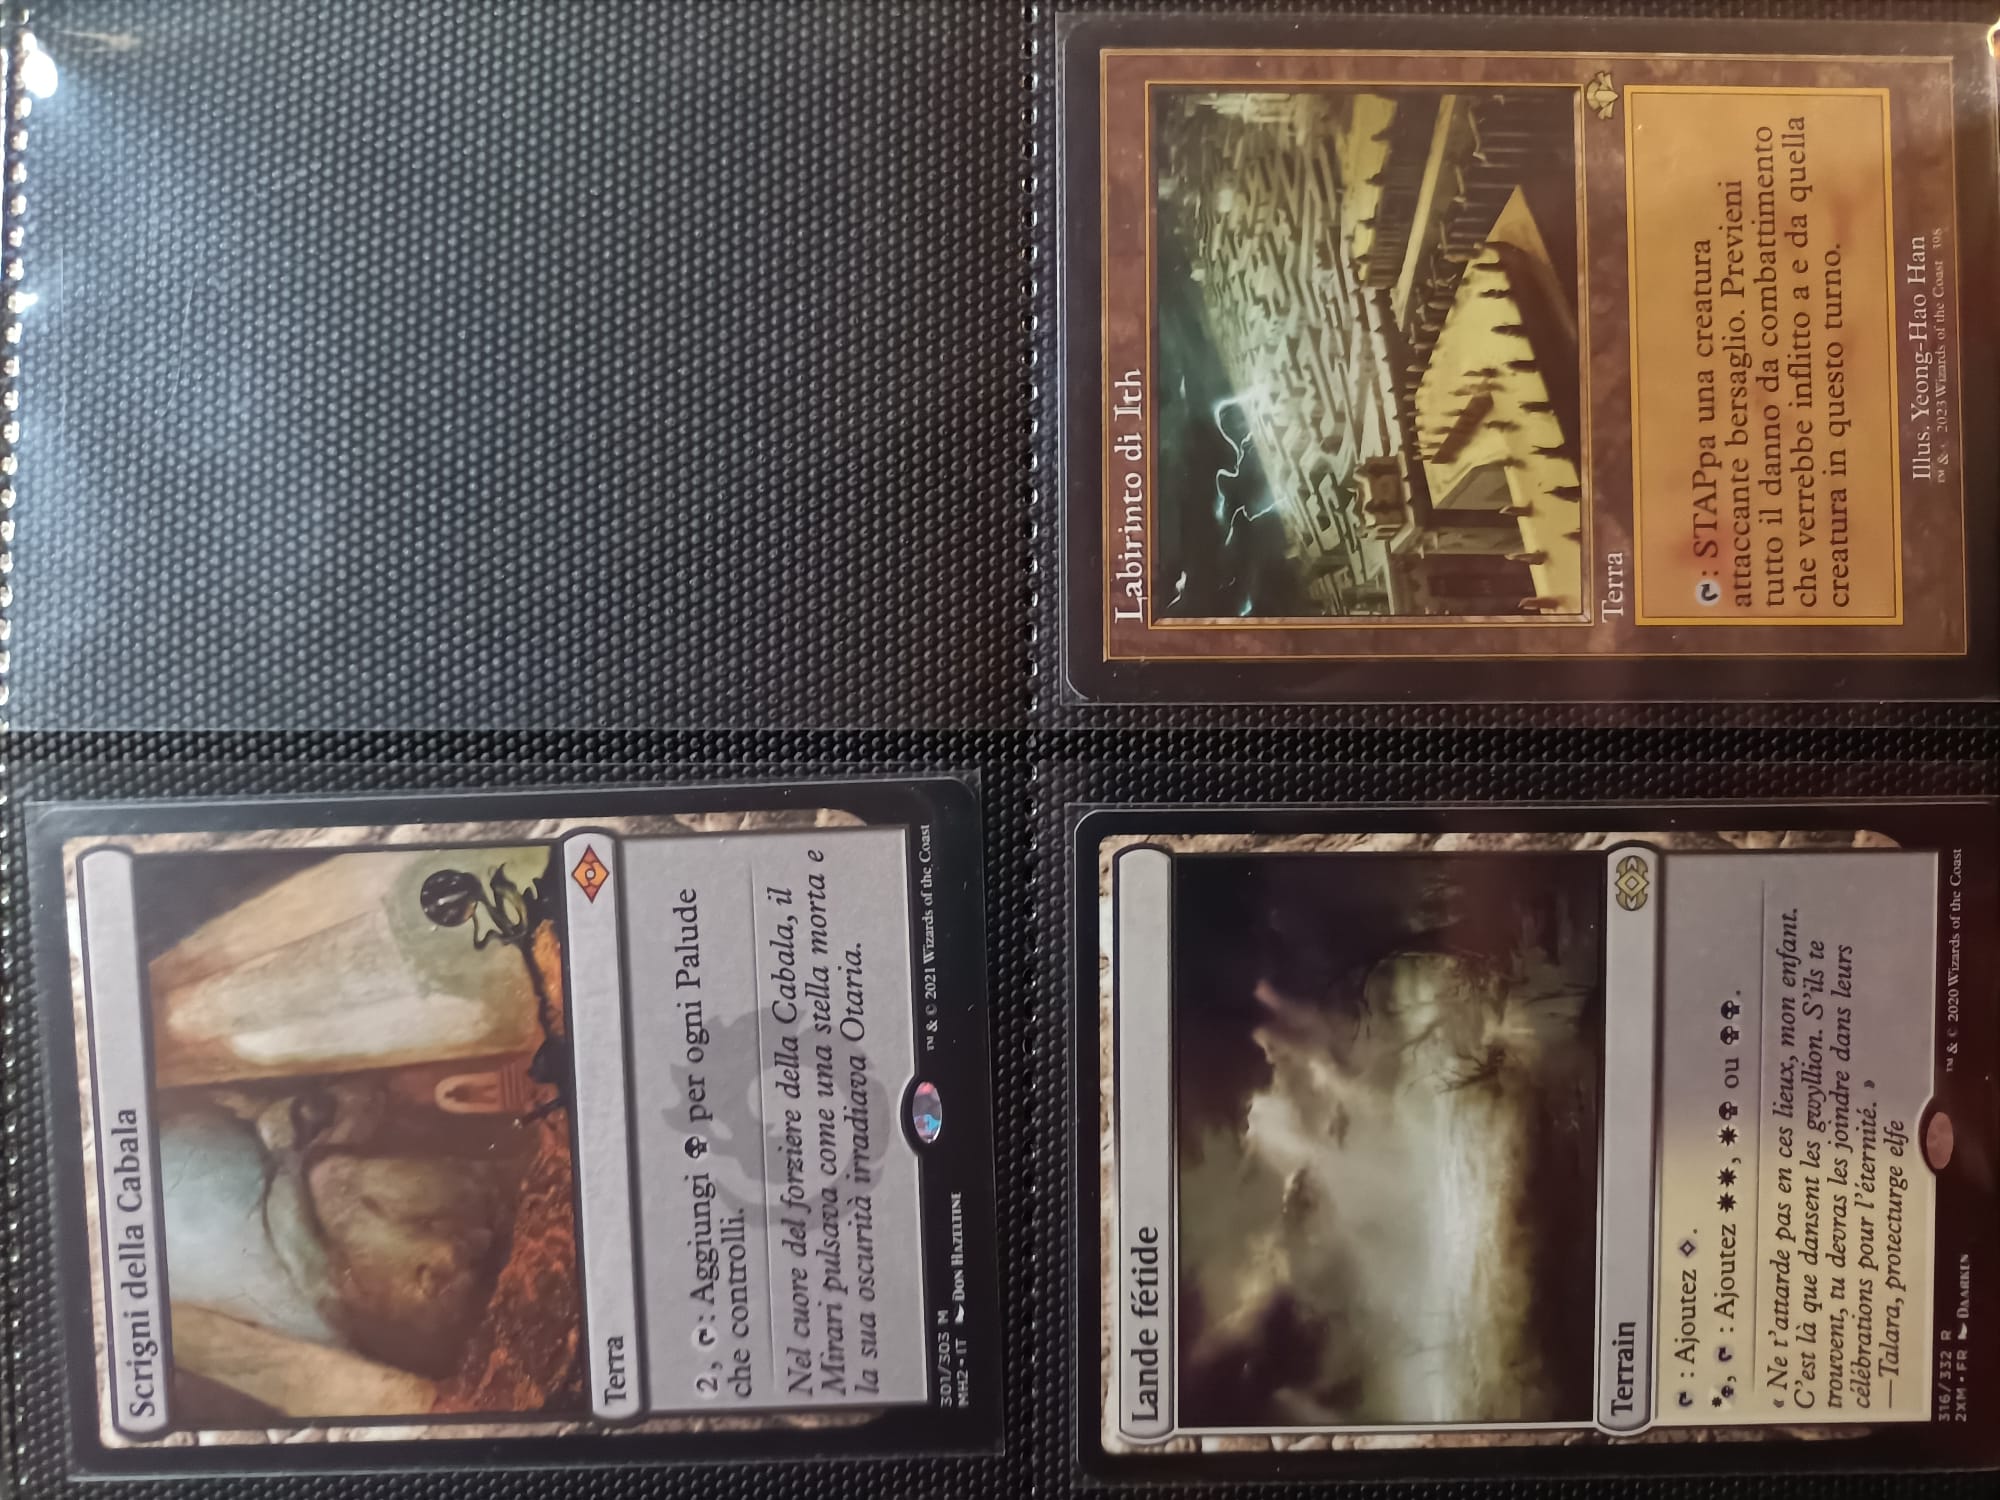 Scrigni della Cabala
Terra
2, : Aggiungi per ogni Palude
che controlli.
Nel cuore del forziere della Cabala, il
Mirari pulsava come una stella morta e
la sua oscurità irradiava Otaria.
301/303 M
MH2 • IT Don Hazeltine
™ & © 2021 Wizards of the Coast
Lande fétide
Terrain
: Ajoutez .
, : Ajoutez , ou .
« Ne t'attarde pas en ces lieux, mon enfant.
C'est là que dansent les gwyllion. S'ils te
trouvent, tu devras les joindre dans leurs
célébrations pour l'éternité. »
—Talara, protecturge elfe
316/332 R
2XM • FR Daarken
™ & © 2020 Wizards of the Coast
Labirinto di Ith
Terra
: STAPpa una creatura
attaccante bersaglio. Previeni
tutto il danno da combattimento
che verrebbe inflitto a e da quella
creatura in questo turno.
Illus. Yeong-Hao Han
™ & © 2023 Wizards of the Coast 398